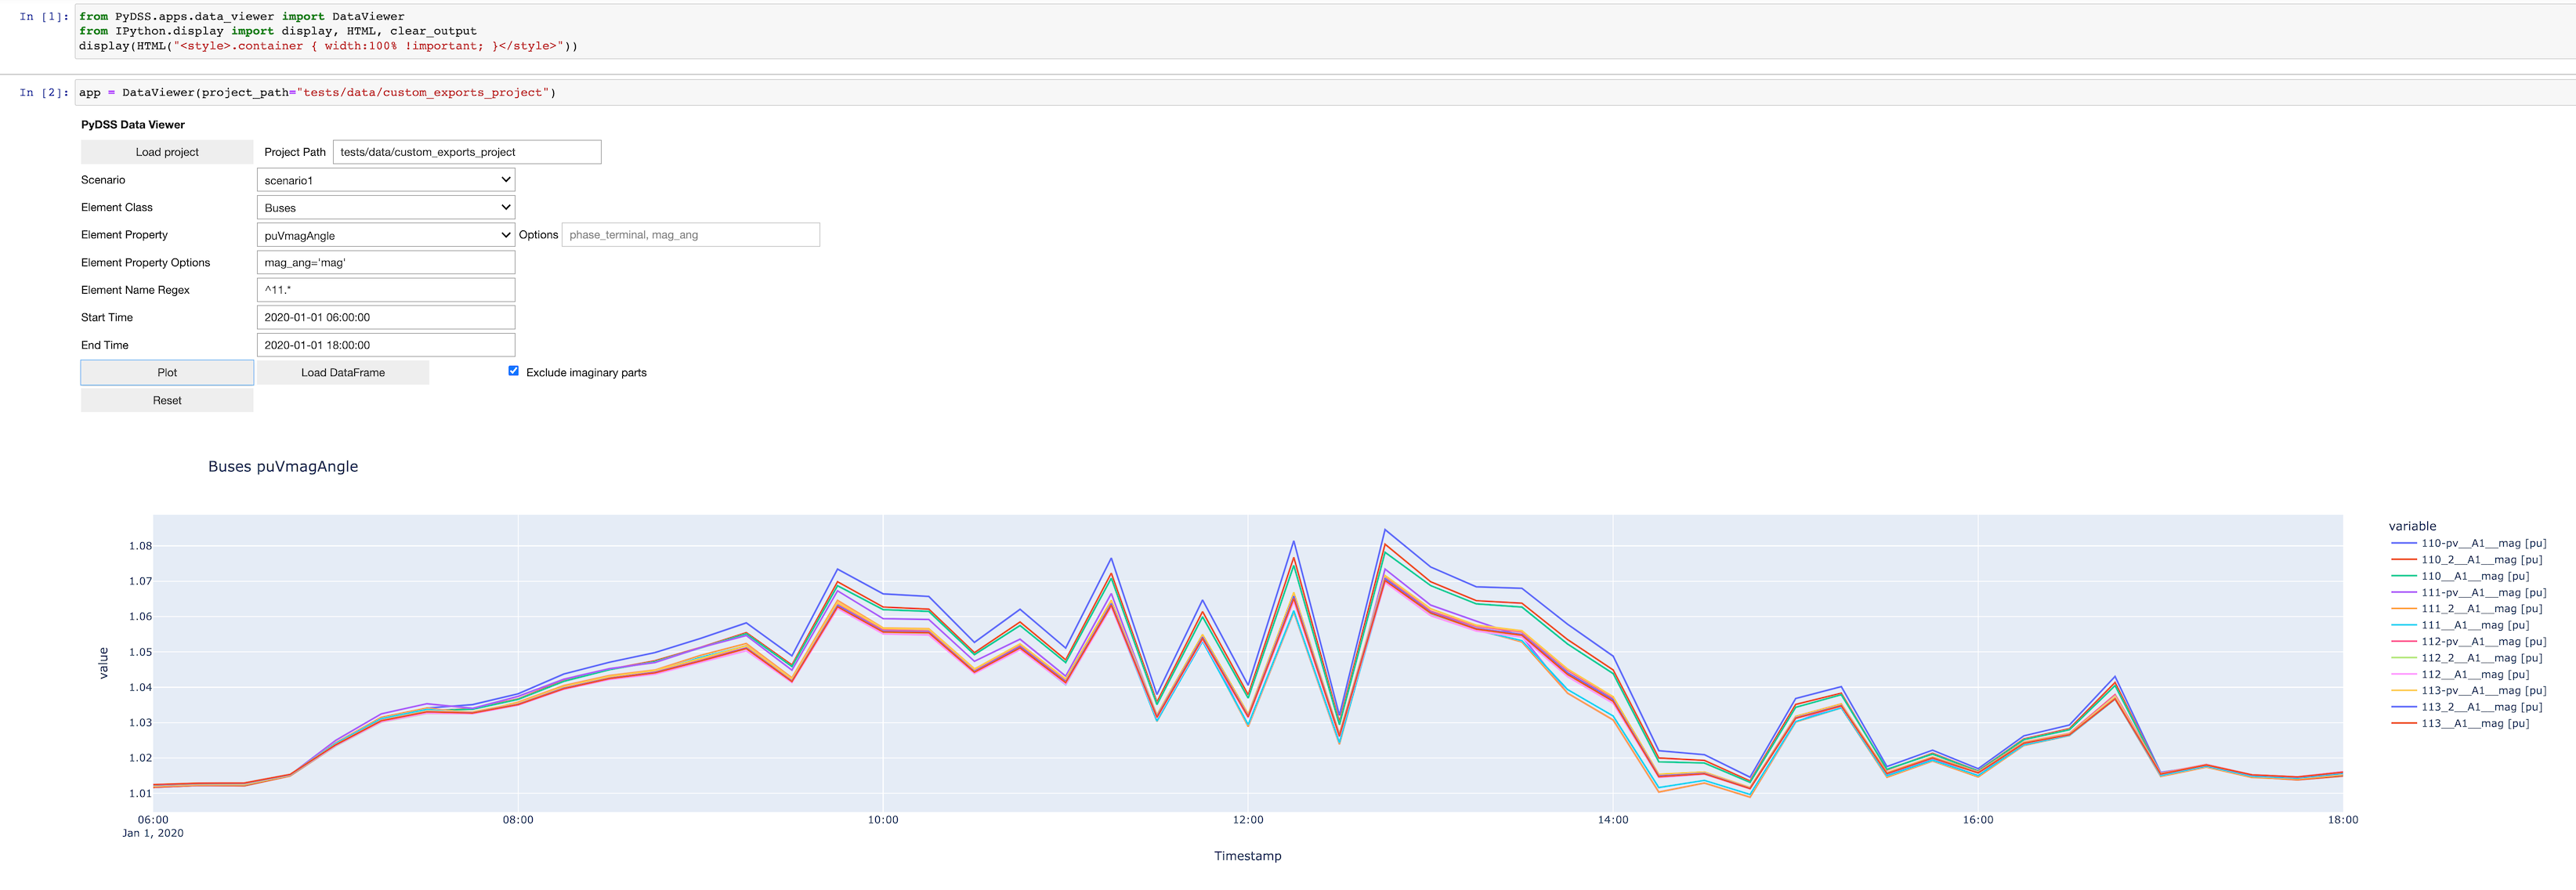 In [1]: from PyDSS.apps.data_viewer import DataViewer
from IPython.display import display, HTML, clear_output
display(HTML("<style>.container { width:100% !important; }</style>"))
In [2]: app = DataViewer(project_path="tests/data/custom_exports_project")
PyDSS Data Viewer
Load project Project Path tests/data/custom_exports_project
Scenario scenario1
Element Class Buses
Element Property puVmagAngle Options phase_terminal, mag_ang
Element Property Options mag_ang='mag'
Element Name Regex ^11.*
Start Time 2020-01-01 06:00:00
End Time 2020-01-01 18:00:00
Plot Load DataFrame Exclude imaginary parts
Reset
Buses puVmagAngle
value
1.08
1.07
1.06
1.05
1.04
1.03
1.02
1.01
06:00 08:00 10:00 12:00 14:00 16:00 18:00
Jan 1, 2020
Timestamp
variable
110-pv__A1__mag [pu]
110_2__A1__mag [pu]
110__A1__mag [pu]
111-pv__A1__mag [pu]
111_2__A1__mag [pu]
111__A1__mag [pu]
112-pv__A1__mag [pu]
112_2__A1__mag [pu]
112__A1__mag [pu]
113-pv__A1__mag [pu]
113_2__A1__mag [pu]
113__A1__mag [pu]